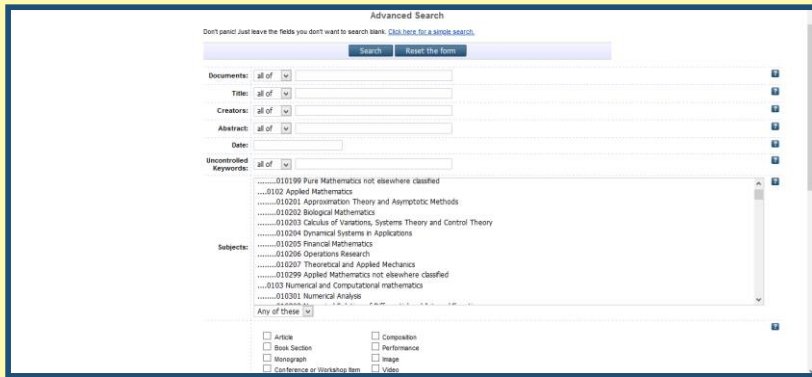 Advanced Search
Don't panic! Just leave the fields you don't want to search blank. Click here for a simple search.
Search Reset the form
Documents: all of
Title: all of
Creators: all of
Abstract: all of
Date:
Uncontrolled Keywords: all of
Subjects:
........010199 Pure Mathematics not elsewhere classified
....0102 Applied Mathematics
........010201 Approximation Theory and Asymptotic Methods
........010202 Biological Mathematics
........010203 Calculus of Variations, Systems Theory and Control Theory
........010204 Dynamical Systems in Applications
........010205 Financial Mathematics
........010206 Operations Research
........010207 Theoretical and Applied Mechanics
........010299 Applied Mathematics not elsewhere classified
....0103 Numerical and Computational mathematics
........010301 Numerical Analysis
Any of these
Article Composition
Book Section Performance
Monograph Image
Conference or Workshop Item Video